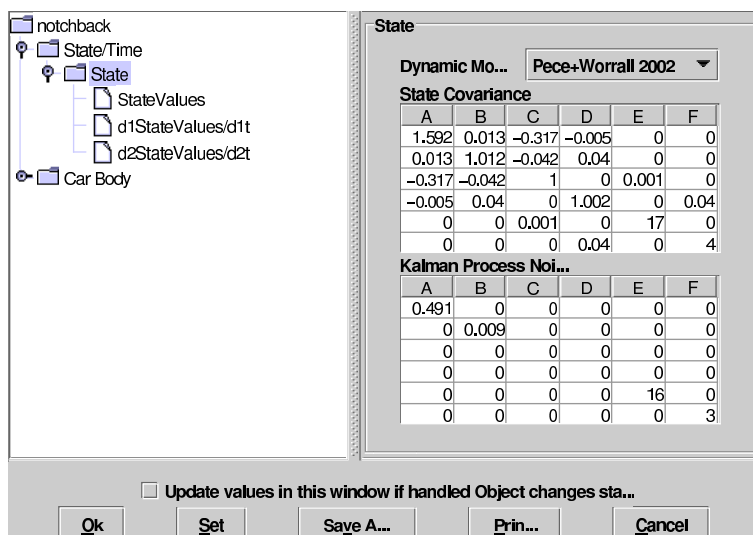 notchback
State/Time
State
StateValues
d1StateValues/d1t
d2StateValues/d2t
Car Body
State
Dynamic Mo... Pece+Worrall 2002
State Covariance
A B C D E F
1.592 0.013 −0.317 −0.005 0 0
0.013 1.012 −0.042 0.04 0 0
−0.317 −0.042 1 0 0.001 0
−0.005 0.04 0 1.002 0 0.04
0 0 0.001 0 17 0
0 0 0 0.04 0 4
Kalman Process Noi...
A B C D E F
0.491 0 0 0 0 0
0 0.009 0 0 0 0
0 0 0 0 0 0
0 0 0 0 0 0
0 0 0 0 16 0
0 0 0 0 0 3
Update values in this window if handled Object changes sta...
Ok Set Save A... Prin... Cancel